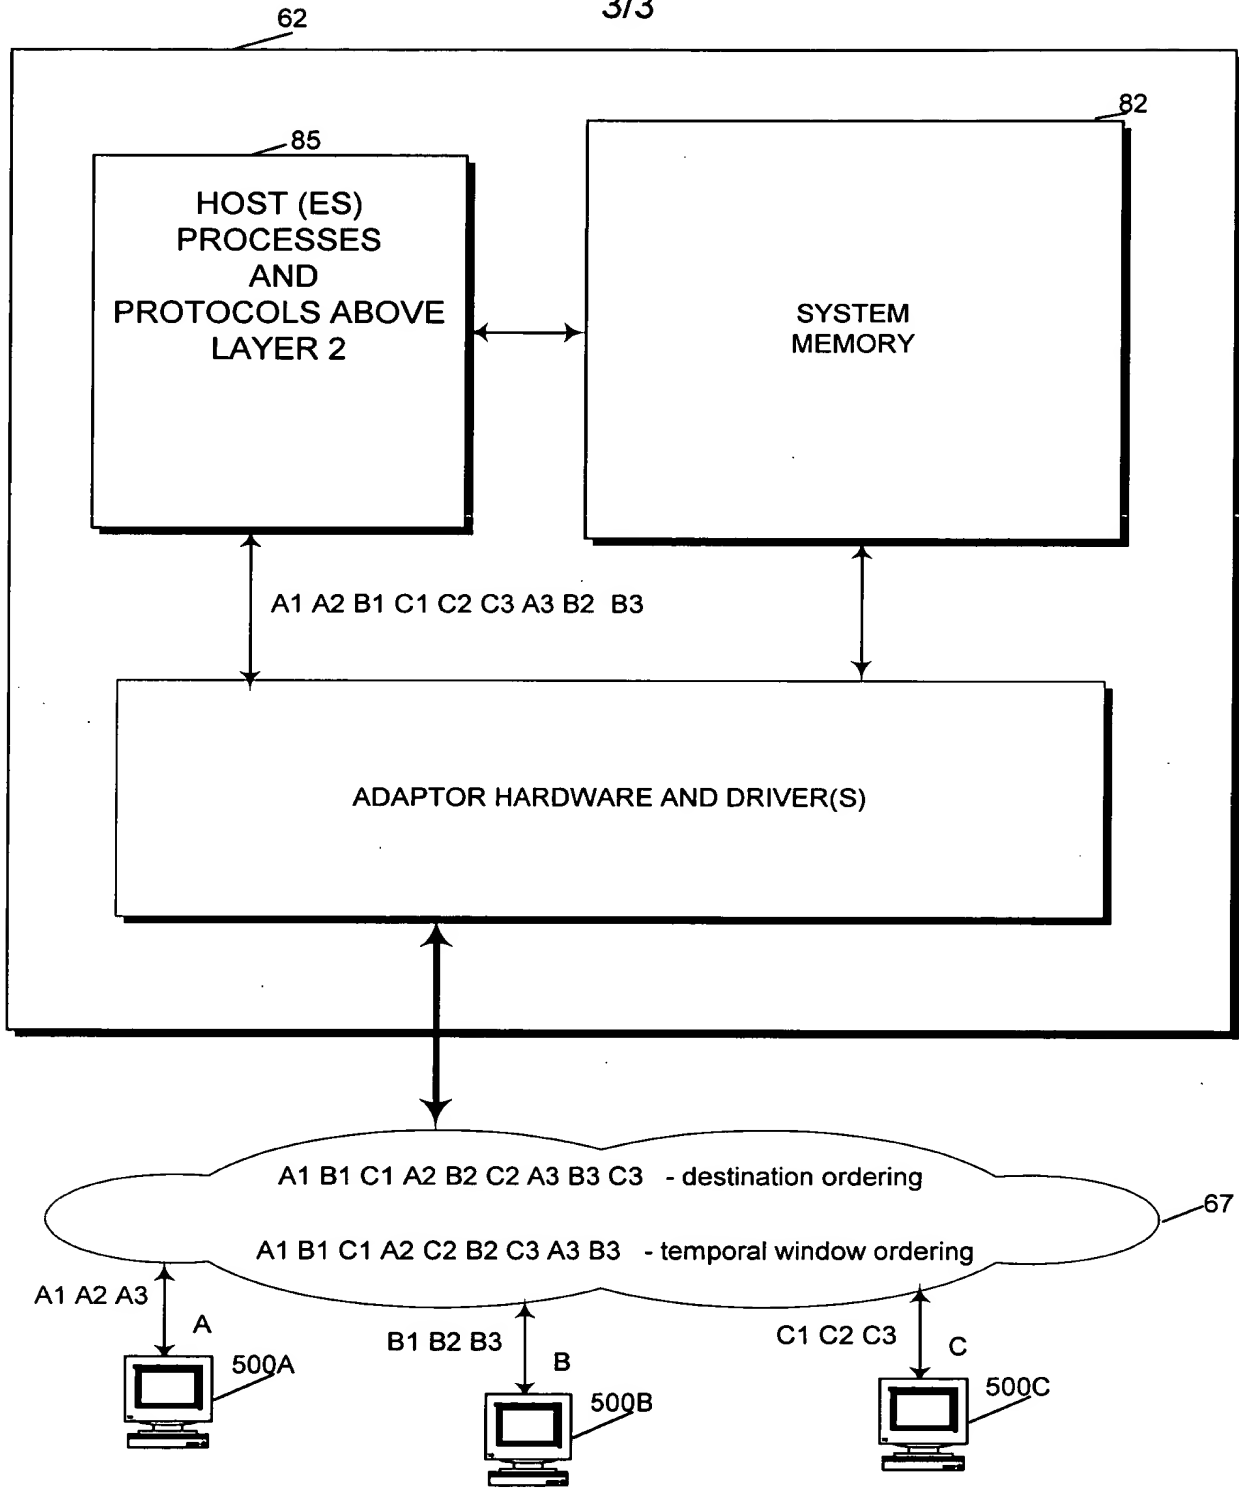 3/3
62
82
85
HOST (ES)
PROCESSES
AND
PROTOCOLS ABOVE
LAYER 2
SYSTEM
MEMORY
A1 A2 B1 C1 C2 C3 A3 B2 B3
ADAPTOR HARDWARE AND DRIVER(S)
A1 B1 C1 A2 B2 C2 A3 B3 C3 - destination ordering
67
A1 B1 C1 A2 C2 B2 C3 A3 B3 - temporal window ordering
A1 A2 A3
A
B1 B2 B3
B
C1 C2 C3
C
500A
500B
500C